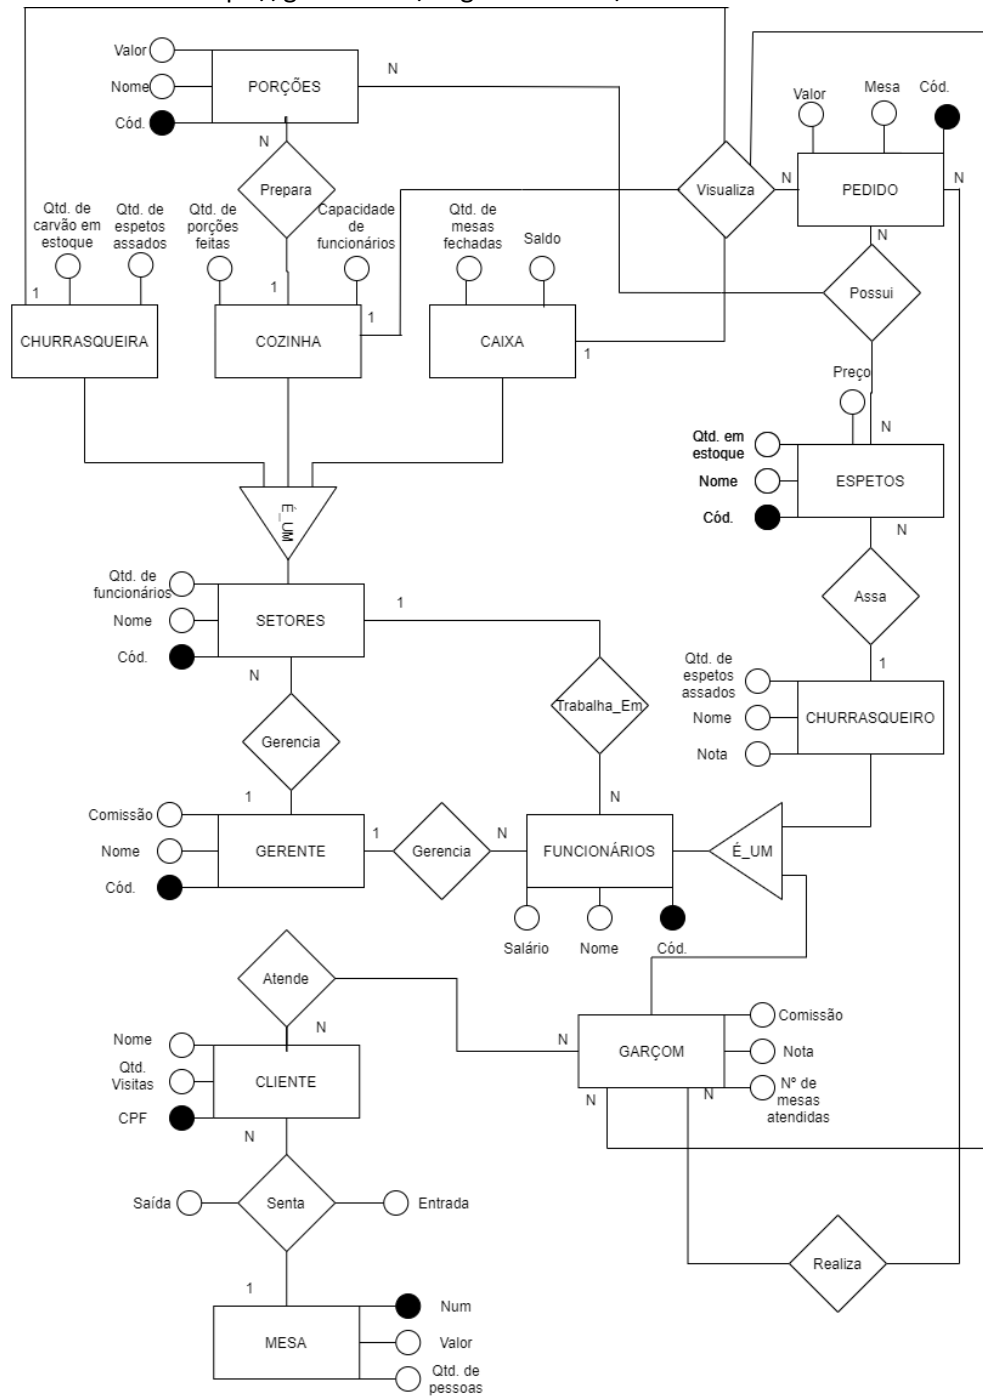 Valor
N
PORÇÕES
Nome
Cód.
Valor
Mesa
Cód.
N
Prepara
Visualiza
N
PEDIDO
N
Qtd. de
carvão em
estoque
Qtd. de
espetos
assados
Qtd. de
porções
feitas
Capacidade
de
funcionários
Qtd. de
mesas
fechadas
Saldo
N
Possui
1
1
1
CHURRASQUEIRA
COZINHA
CAIXA
1
Preço
N
Qtd. em
estoque
Nome
ESPETOS
Cód.
N
É_UM
Qtd. de
funcionários
Nome
SETORES
1
Cód.
N
Assa
1
Qtd. de
espetos
assados
Nome
CHURRASQUEIRO
Nota
Trabalha_Em
Gerencia
1
N
Comissão
Nome
GERENTE
1
Gerencia
N
FUNCIONÁRIOS
É_UM
Cód.
Salário
Nome
Cód.
Atende
N
Nome
Qtd.
Visitas
CLIENTE
CPF
N
N
GARÇOM
Comissão
Nota
Nº de
mesas
atendidas
N
N
Saída
Senta
Entrada
Realiza
1
MESA
Num
Valor
Qtd. de
pessoas